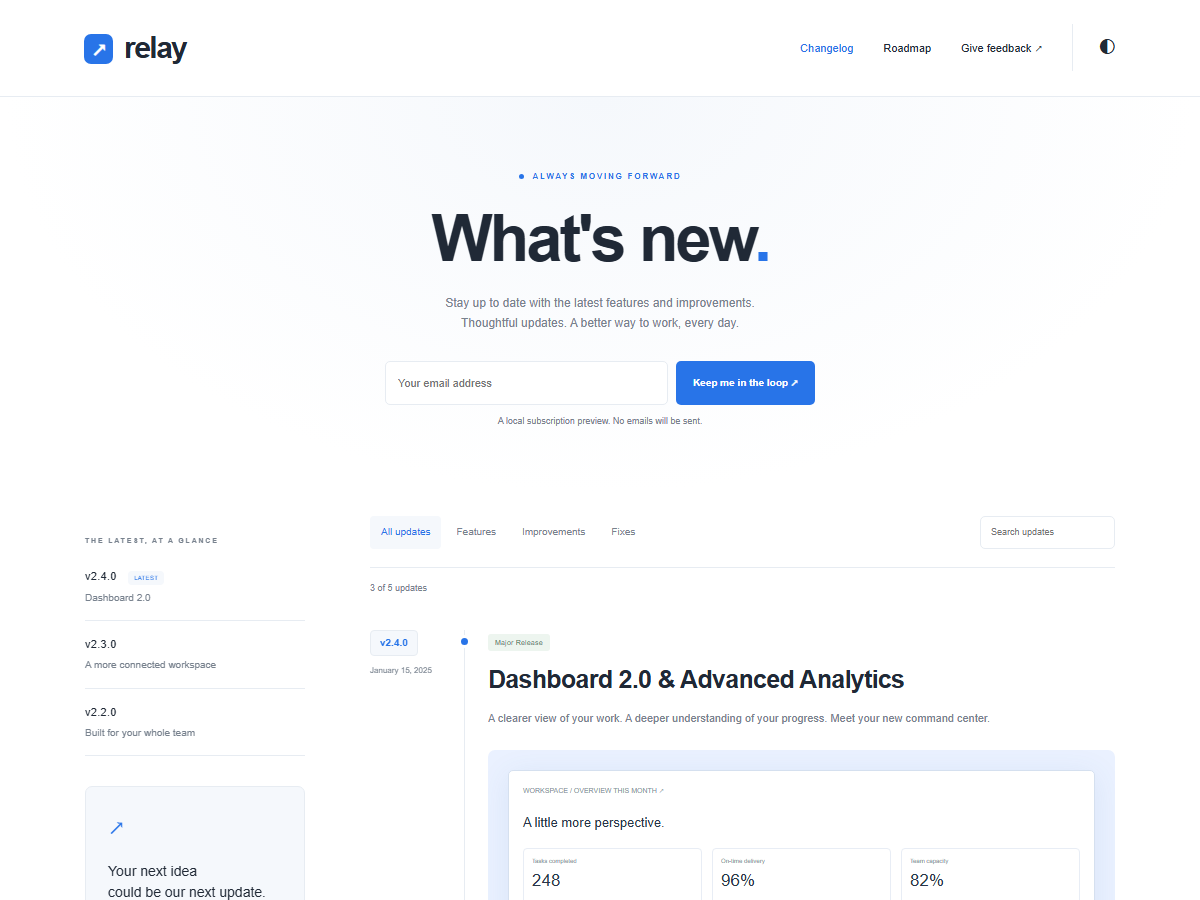 relay
Changelog
Roadmap
Give feedback ↗
ALWAYS MOVING FORWARD
What's new.
Stay up to date with the latest features and improvements.
Thoughtful updates. A better way to work, every day.
Your email address
Keep me in the loop ↗
A local subscription preview. No emails will be sent.
THE LATEST, AT A GLANCE
v2.4.0 LATEST
Dashboard 2.0
v2.3.0
A more connected workspace
v2.2.0
Built for your whole team
↗
Your next idea
could be our next update.
All updates
Features
Improvements
Fixes
Search updates
3 of 5 updates
v2.4.0
January 15, 2025
Major Release
Dashboard 2.0 & Advanced Analytics
A clearer view of your work. A deeper understanding of your progress. Meet your new command center.
WORKSPACE / OVERVIEW THIS MONTH ↗
A little more perspective.
Tasks completed
248
On-time delivery
96%
Team capacity
82%